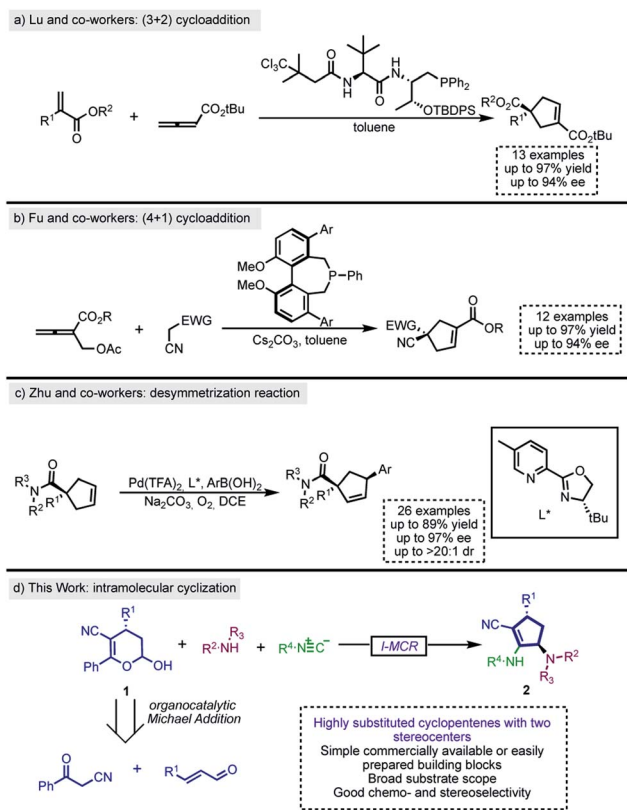 a) Lu and co-workers: (3+2) cycloaddition
Cl3C
O
H
N
O
H
N
PPh2
OTBDPS
R1
OR2
O
+
CO2tBu
toluene
R2O2C
R1
CO2tBu
13 examples
up to 97% yield
up to 94% ee
b) Fu and co-workers: (4+1) cycloaddition
Ar
MeO
MeO
P-Ph
Ar
CO2R
OAc
+
EWG
CN
Cs2CO3, toluene
EWG
NC
O
OR
12 examples
up to 97% yield
up to 94% ee
c) Zhu and co-workers: desymmetrization reaction
R3
N
R2
O
R1
Pd(TFA)2, L*, ArB(OH)2
Na2CO3, O2, DCE
R3
N
R2
O
R1
Ar
26 examples
up to 89% yield
up to 97% ee
up to >20:1 dr
N
O
N
tBu
L*
d) This Work: intramolecular cyclization
R1
NC
Ph
O
OH
1
+
R2-NH
R3
+
R4-N≡C
+
−
I-MCR
R1
NC
R4-NH
N
R2
R3
2
organocatalytic
Michael Addition
O
Ph
CN
+
R1
O
Highly substituted cyclopentenes with two
stereocenters
Simple commercially available or easily
prepared building blocks
Broad substrate scope
Good chemo- and stereoselectivity